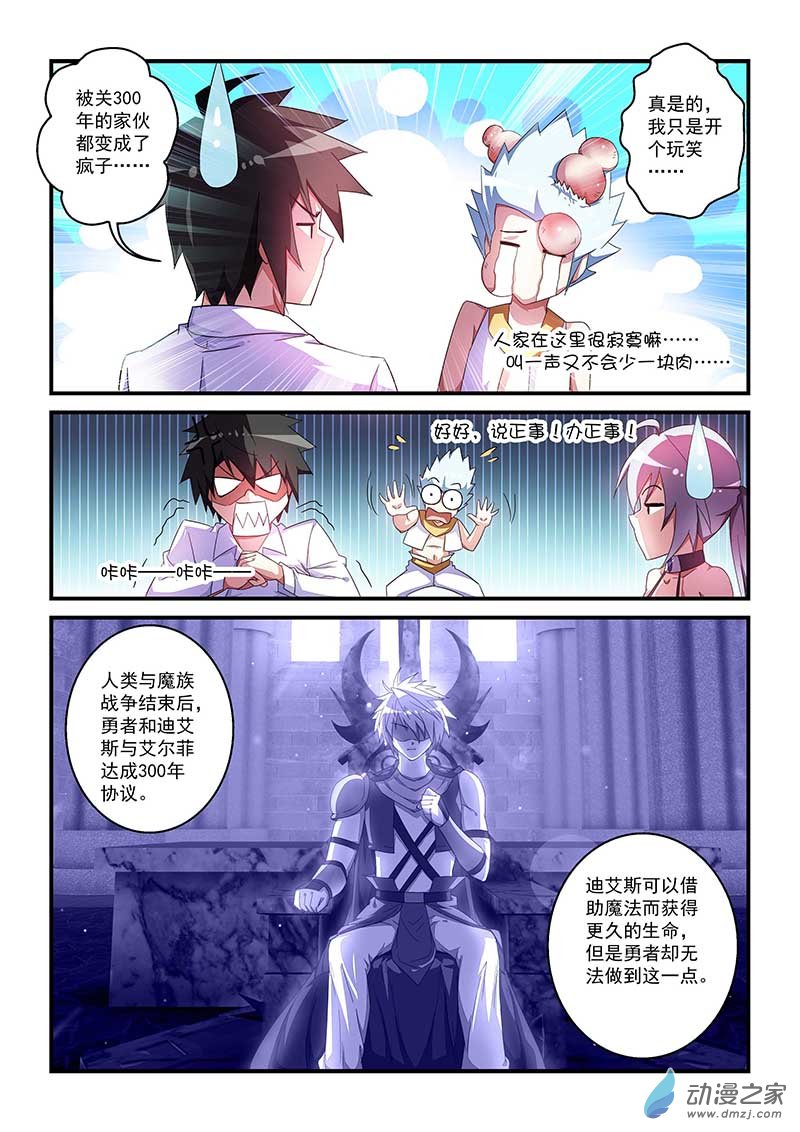 被关300
年的家伙
都变成了
疯子……
真是的，
我只是开
个玩笑
……
人家在这里很寂寞嘛……
叫一声又不会少一块肉……
好好，说正事！办正事！
咔咔——咔咔——
人类与魔族
战争结束后，
勇者和迪艾
斯与艾尔菲
达成300年
协议。
迪艾斯可以借
助魔法而获得
更久的生命，
但是勇者却无
法做到这一点。
动漫之家
www.dmzj.com